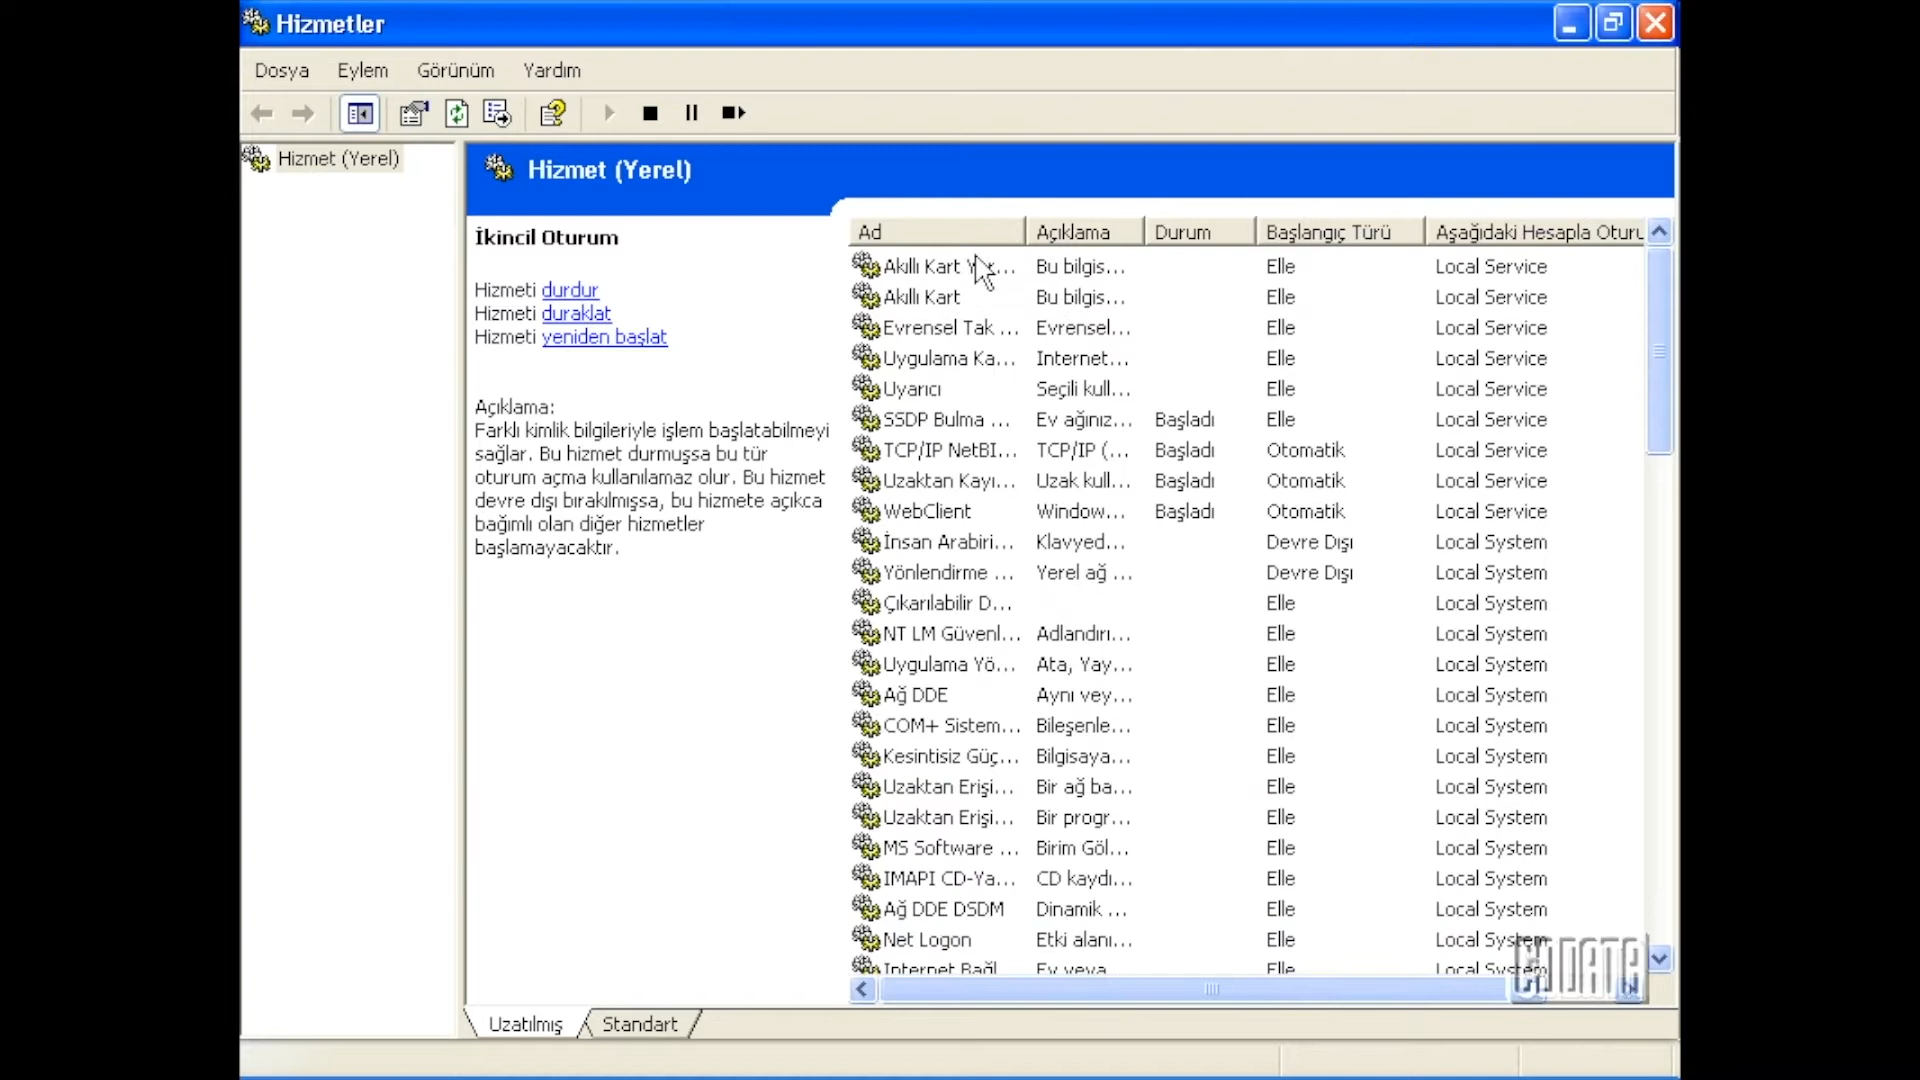 Hizmetler
Dosya Eylem Görünüm Yardım
Hizmet (Yerel)
Hizmet (Yerel)
İkincil Oturum
Hizmeti durdur
Hizmeti duraklat
Hizmeti yeniden başlat
Açıklama:
Farklı kimlik bilgileriyle işlem başlatabilmeyi
sağlar. Bu hizmet durmuşsa bu tür
oturum açma kullanılamaz olur. Bu hizmet
devre dışı bırakılmışsa, bu hizmete açıkca
bağımlı olan diğer hizmetler
başlamayacaktır.
Ad Açıklama Durum Başlangıç Türü Aşağıdaki Hesapla Oturu
Akıllı Kart Bu bilgis... Elle Local Service
Akıllı Kart Bu bilgis... Elle Local Service
Evrensel Tak ... Evrensel... Elle Local Service
Uygulama Ka... Internet... Elle Local Service
Uyarıcı Seçili kull... Elle Local Service
SSDP Bulma ... Ev ağınız... Başladı Elle Local Service
TCP/IP NetBI... TCP/IP (... Başladı Otomatik Local Service
Uzaktan Kayı... Uzak kull... Başladı Otomatik Local Service
WebClient Window... Başladı Otomatik Local Service
İnsan Arabiri... Klavyed... Devre Dışı Local System
Yönlendirme ... Yerel ağ ... Devre Dışı Local System
Çıkarılabilir D... Elle Local System
NT LM Güvenl... Adlandırı... Elle Local System
Uygulama Yö... Ata, Yay... Elle Local System
Ağ DDE Aynı vey... Elle Local System
COM+ Sistem... Bileşenle... Elle Local System
Kesintisiz Güç... Bilgisaya... Elle Local System
Uzaktan Erişi... Bir ağ ba... Elle Local System
Uzaktan Erişi... Bir progr... Elle Local System
MS Software ... Birim Göl... Elle Local System
IMAPI CD-Ya... CD kaydı... Elle Local System
Ağ DDE DSDM Dinamik ... Elle Local System
Net Logon Etki alanı... Elle Local System
Internet Bağl Ev veya Elle Local System
Uzatılmış Standart